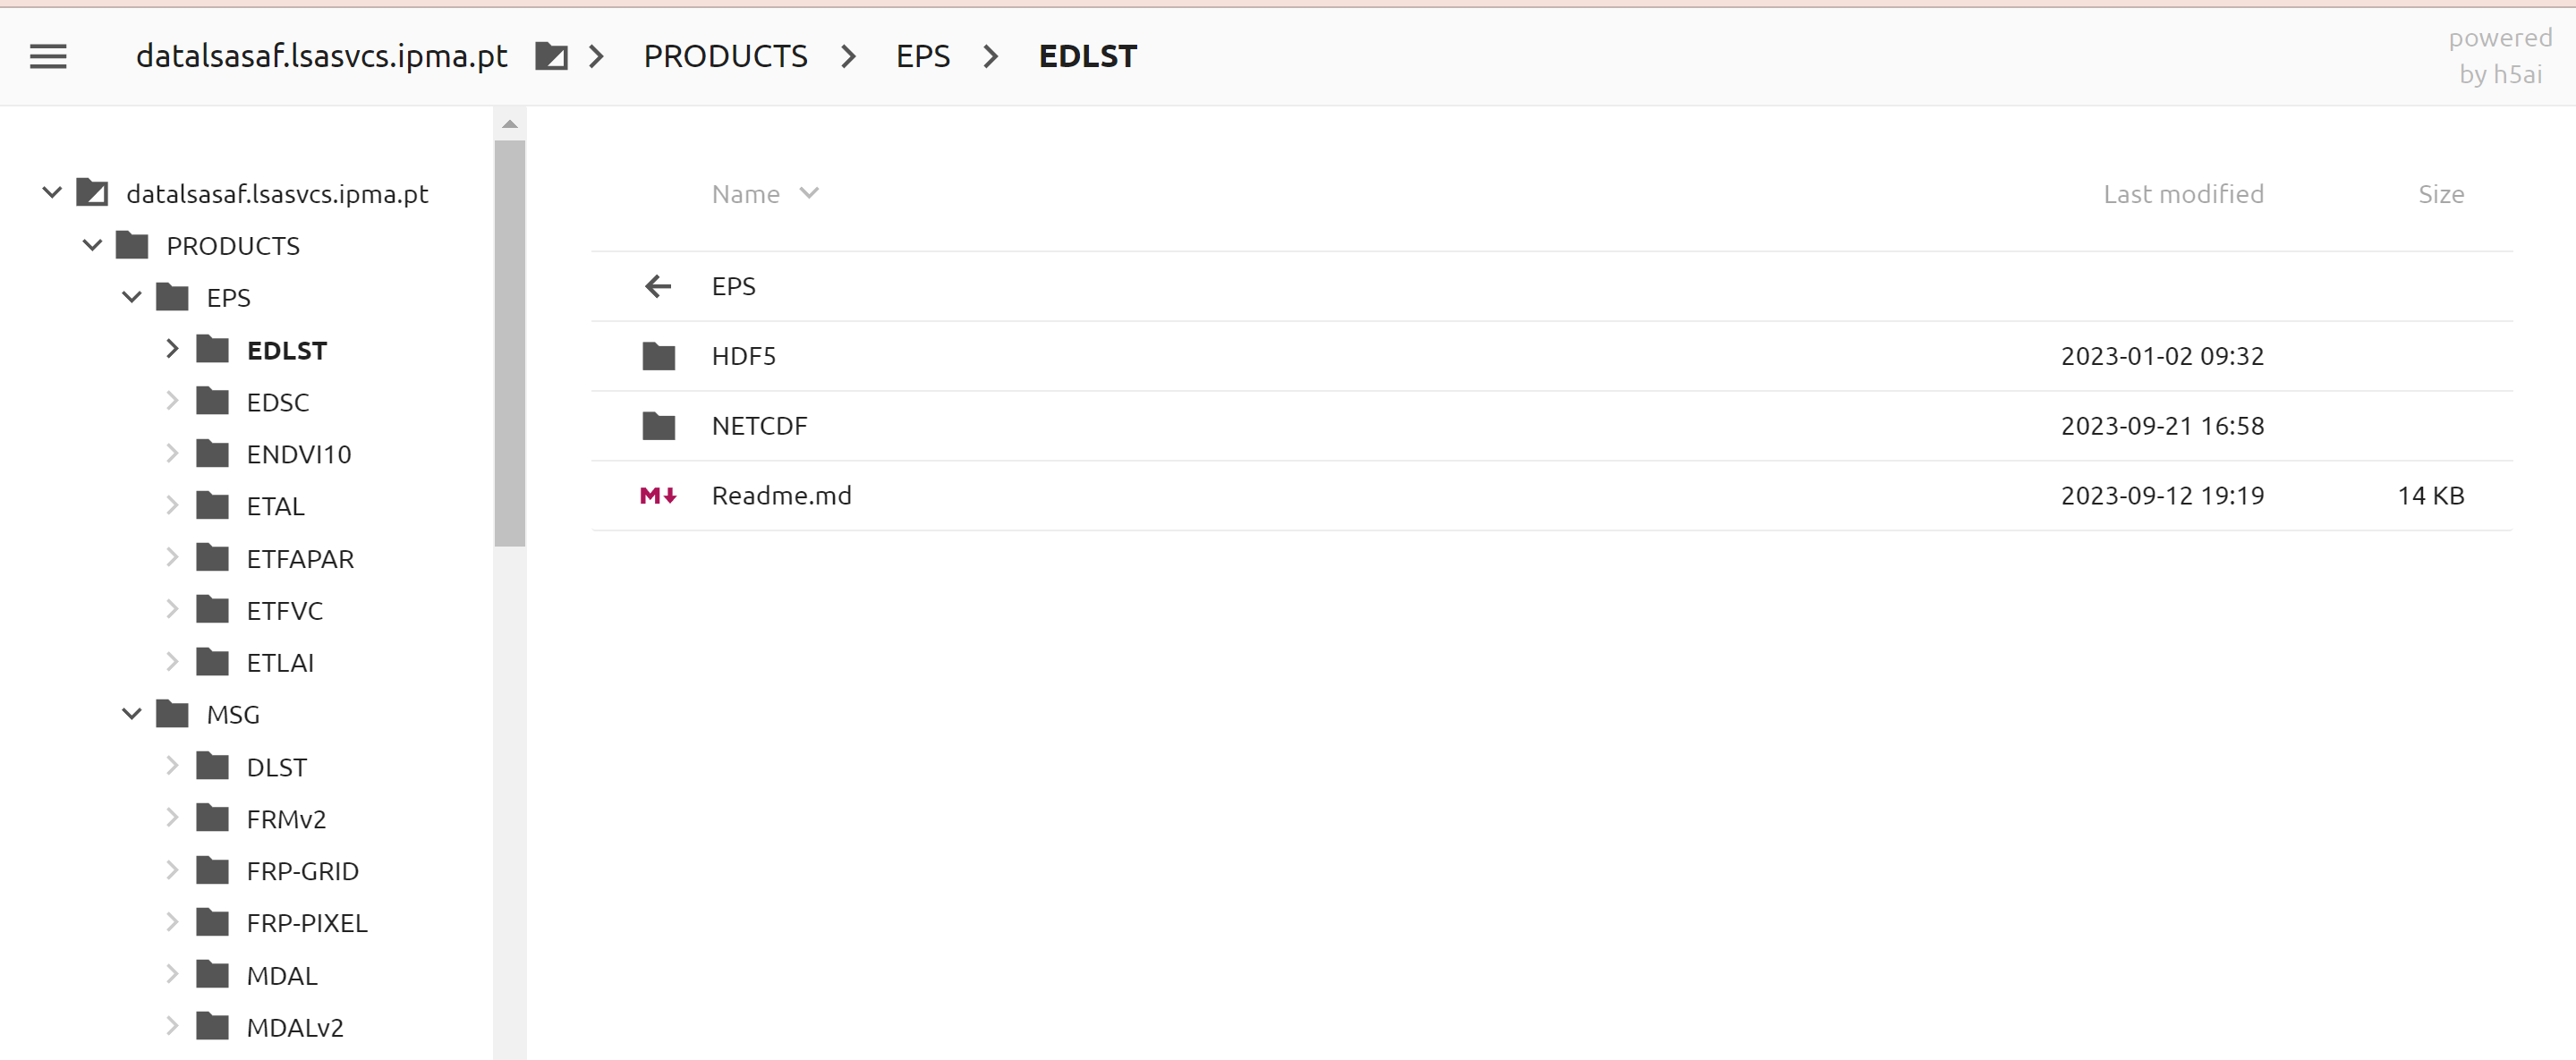 datalsasaf.lsasvcs.ipma.pt PRODUCTS EPS EDLST
powered
by h5ai
datalsasaf.lsasvcs.ipma.pt
PRODUCTS
EPS
EDLST
EDSC
ENDVI10
ETAL
ETFAPAR
ETFVC
ETLAI
MSG
DLST
FRMv2
FRP-GRID
FRP-PIXEL
MDAL
MDALv2
Name Last modified Size
EPS
HDF5 2023-01-02 09:32
NETCDF 2023-09-21 16:58
M Readme.md 2023-09-12 19:19 14 KB